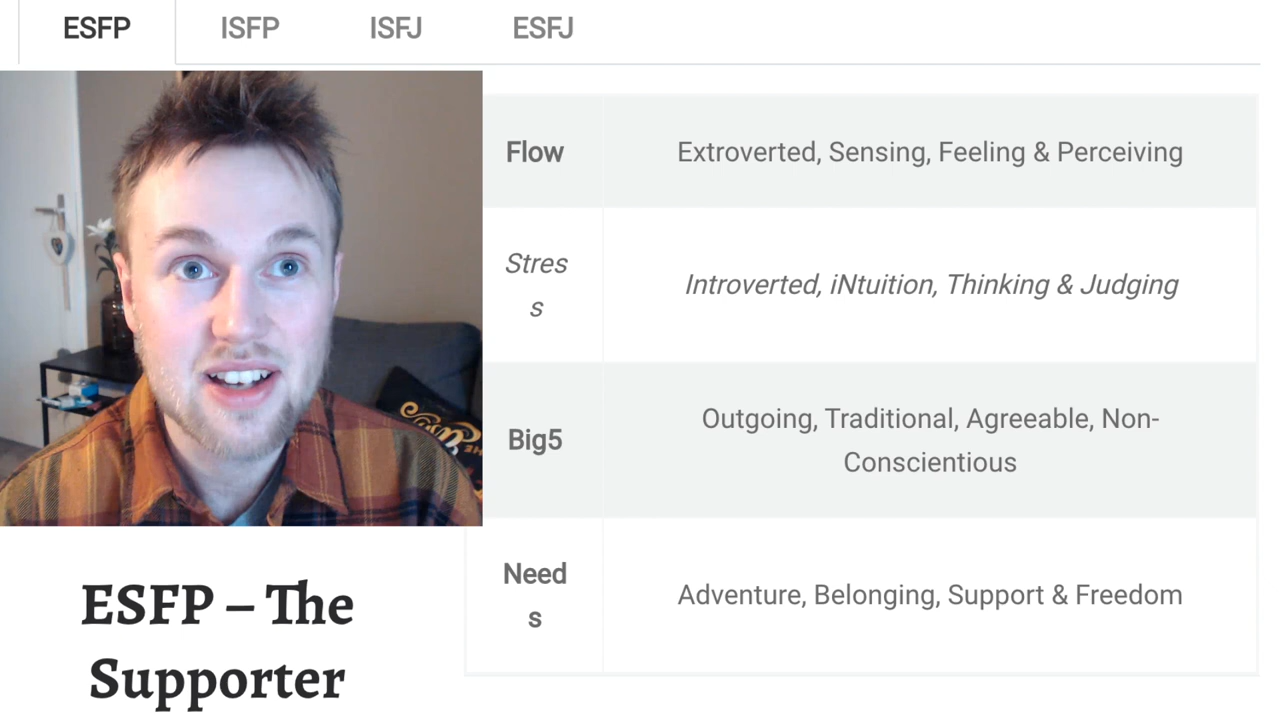 ESFP ISFP ISFJ ESFJ
Flow Extroverted, Sensing, Feeling & Perceiving
Stres
s
Introverted, iNtuition, Thinking & Judging
Big5
Outgoing, Traditional, Agreeable, Non-
Conscientious
Need
s
Adventure, Belonging, Support & Freedom
ESFP – The
Supporter